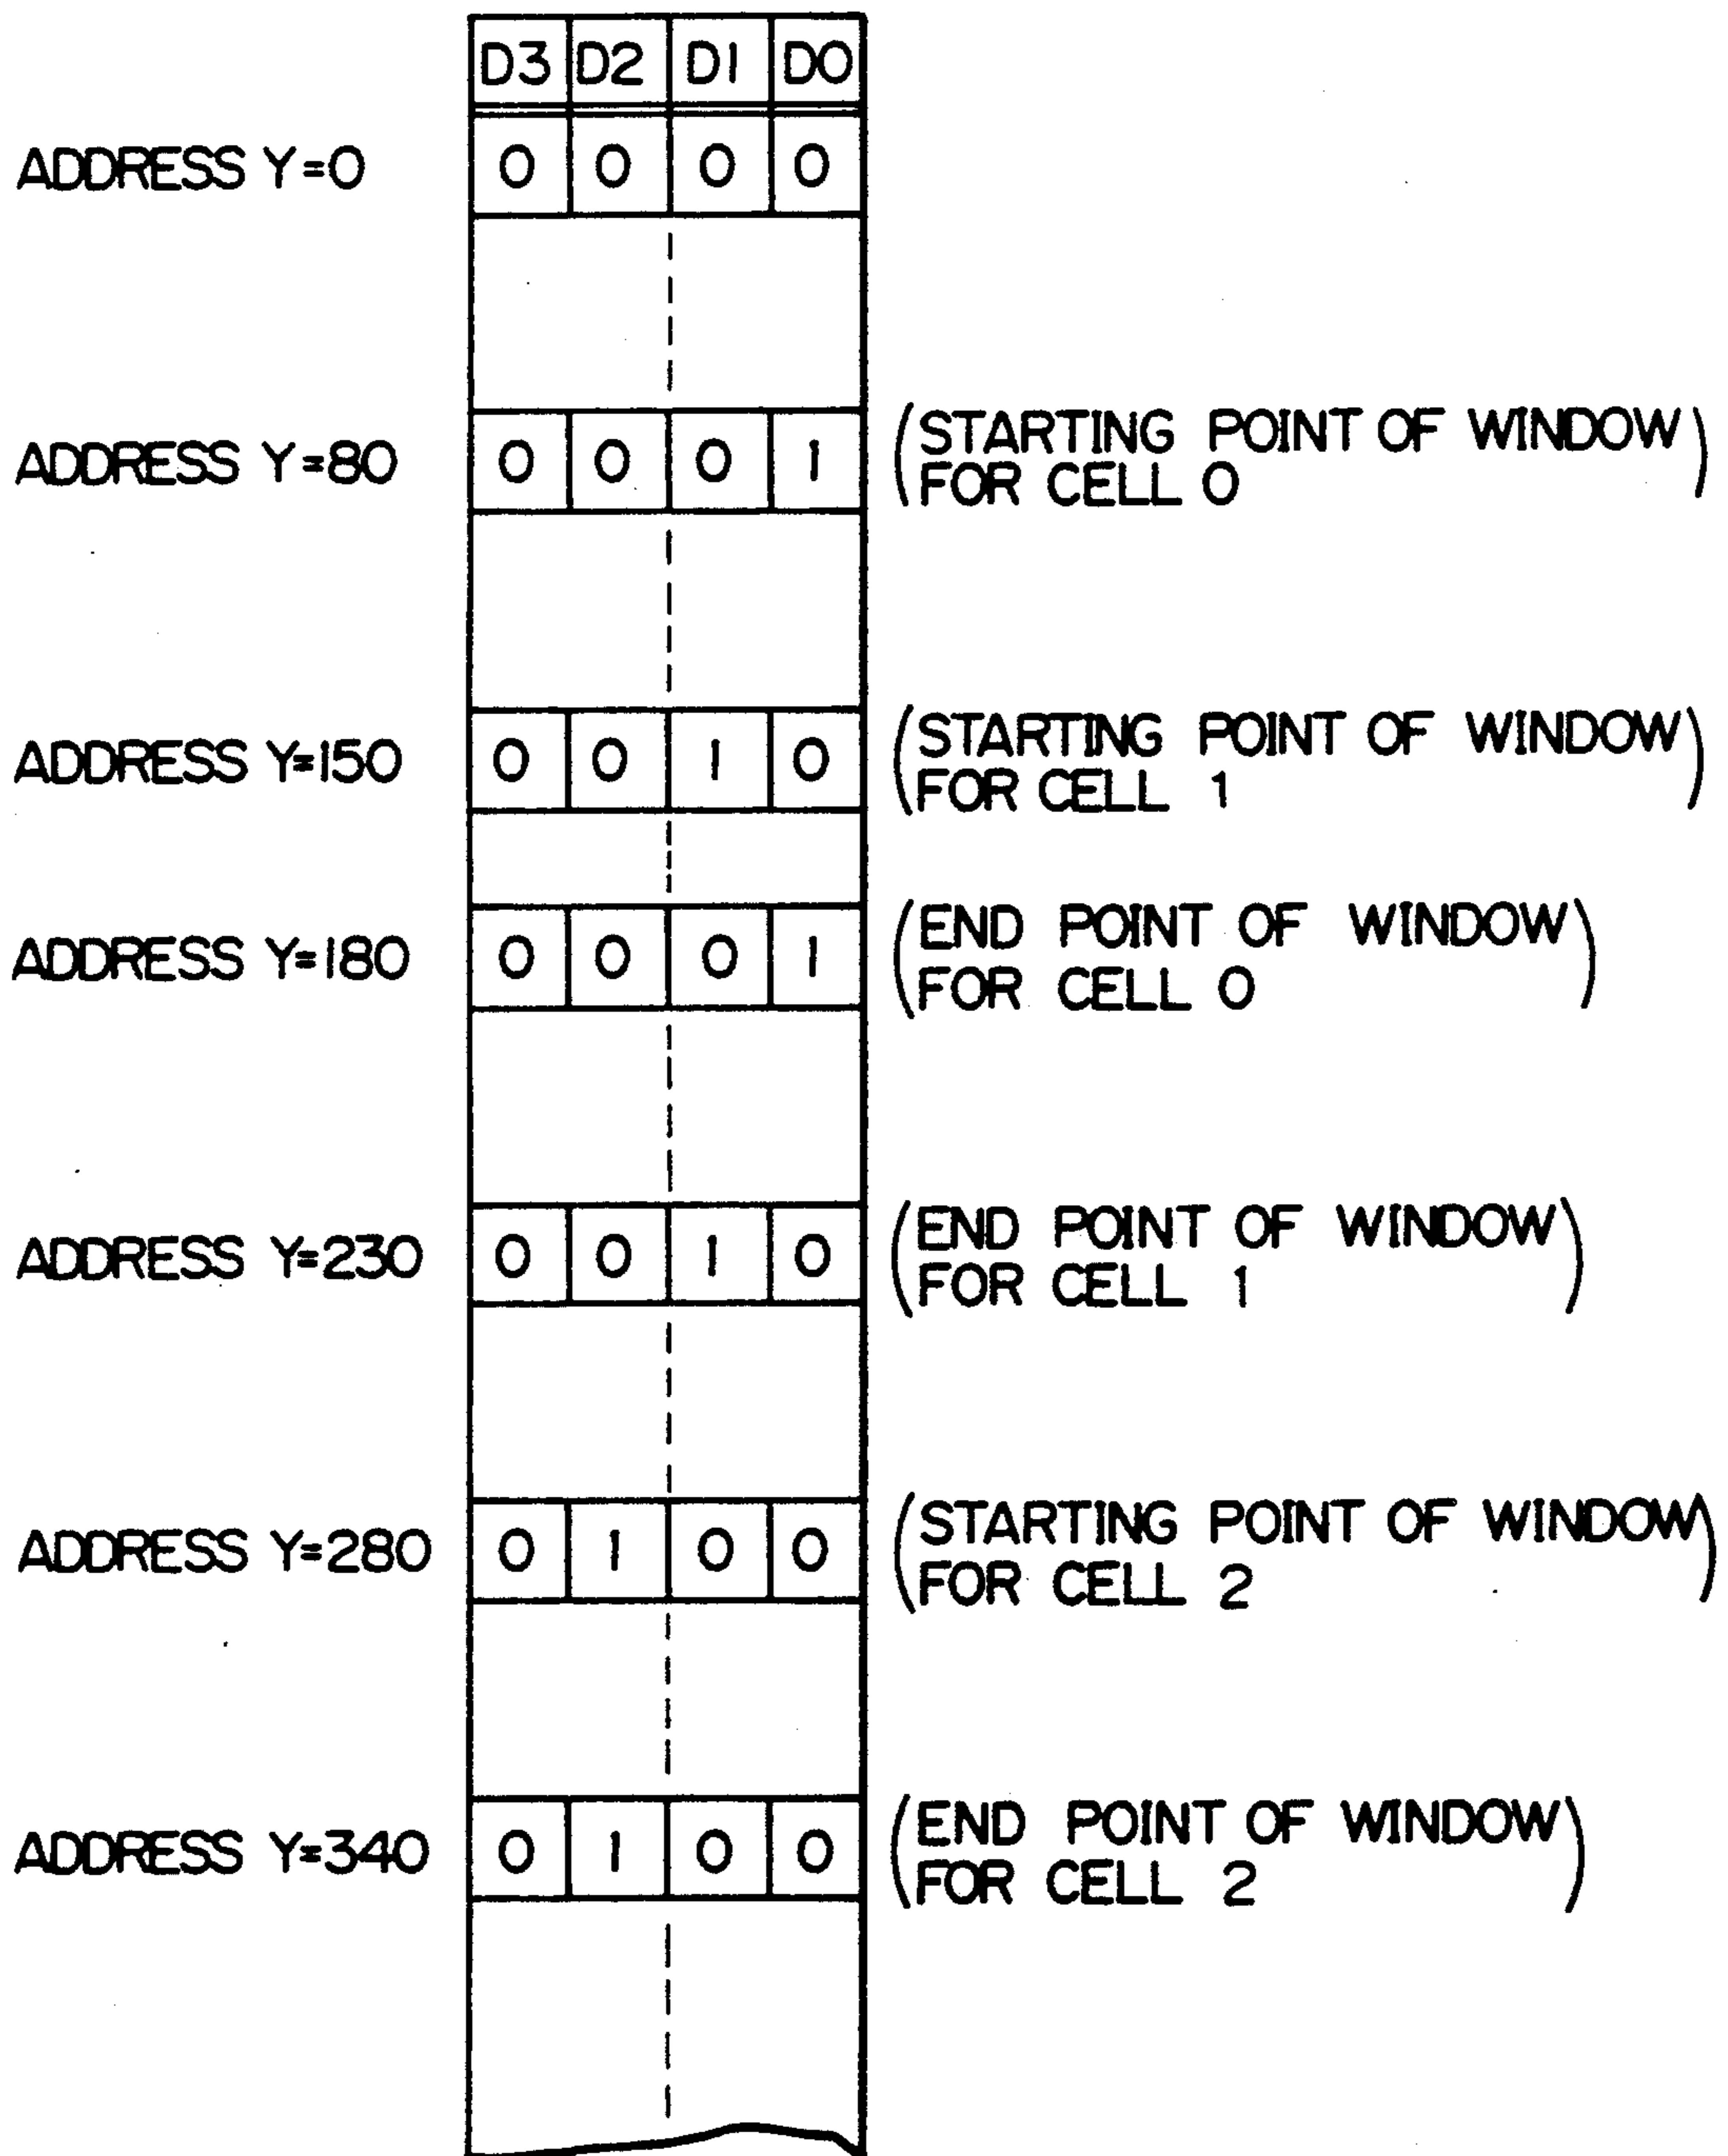 D3 D2 D1 D0
ADDRESS Y=0 0 0 0 0
ADDRESS Y=80 0 0 0 1 (STARTING POINT OF WINDOW
FOR CELL 0)
ADDRESS Y=150 0 0 1 0 (STARTING POINT OF WINDOW
FOR CELL 1)
ADDRESS Y=180 0 0 0 1 (END POINT OF WINDOW
FOR CELL 0)
ADDRESS Y=230 0 0 1 0 (END POINT OF WINDOW
FOR CELL 1)
ADDRESS Y=280 0 1 0 0 (STARTING POINT OF WINDOW
FOR CELL 2)
ADDRESS Y=340 0 1 0 0 (END POINT OF WINDOW
FOR CELL 2)